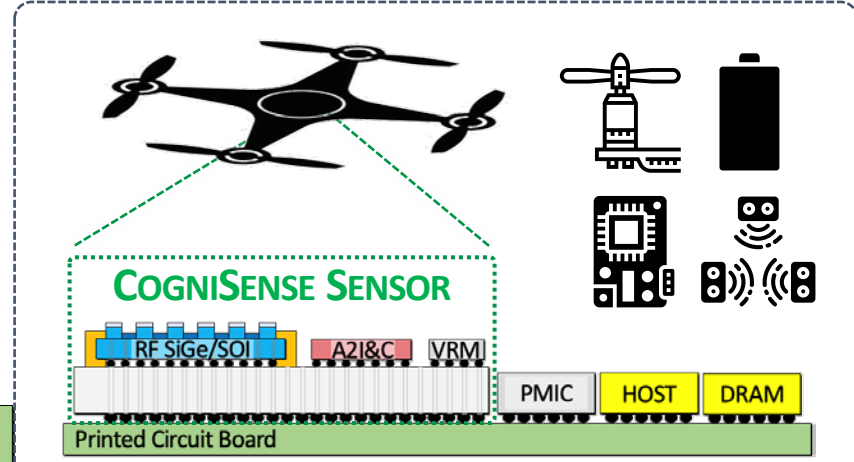 COGNISENSE SENSOR
RF SiGe/SOI
A2I&C
VRM
PMIC
HOST
DRAM
Printed Circuit Board